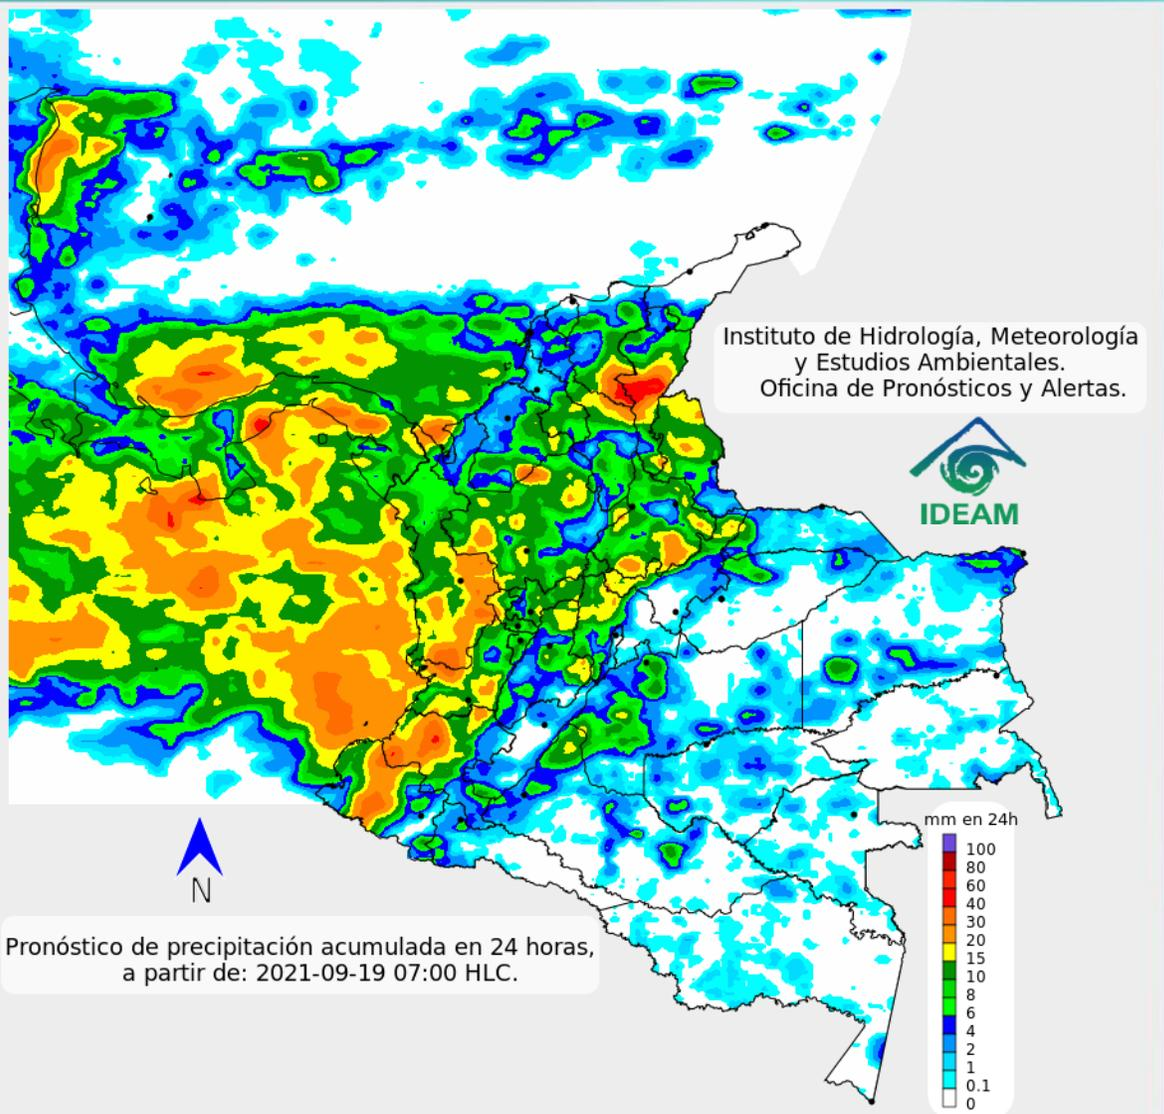 Instituto de Hidrología, Meteorología
y Estudios Ambientales.
Oficina de Pronósticos y Alertas.
IDEAM
mm en 24h
100
80
60
40
30
20
15
10
8
6
4
2
1
0.1
0
N
Pronóstico de precipitación acumulada en 24 horas,
a partir de: 2021-09-19 07:00 HLC.